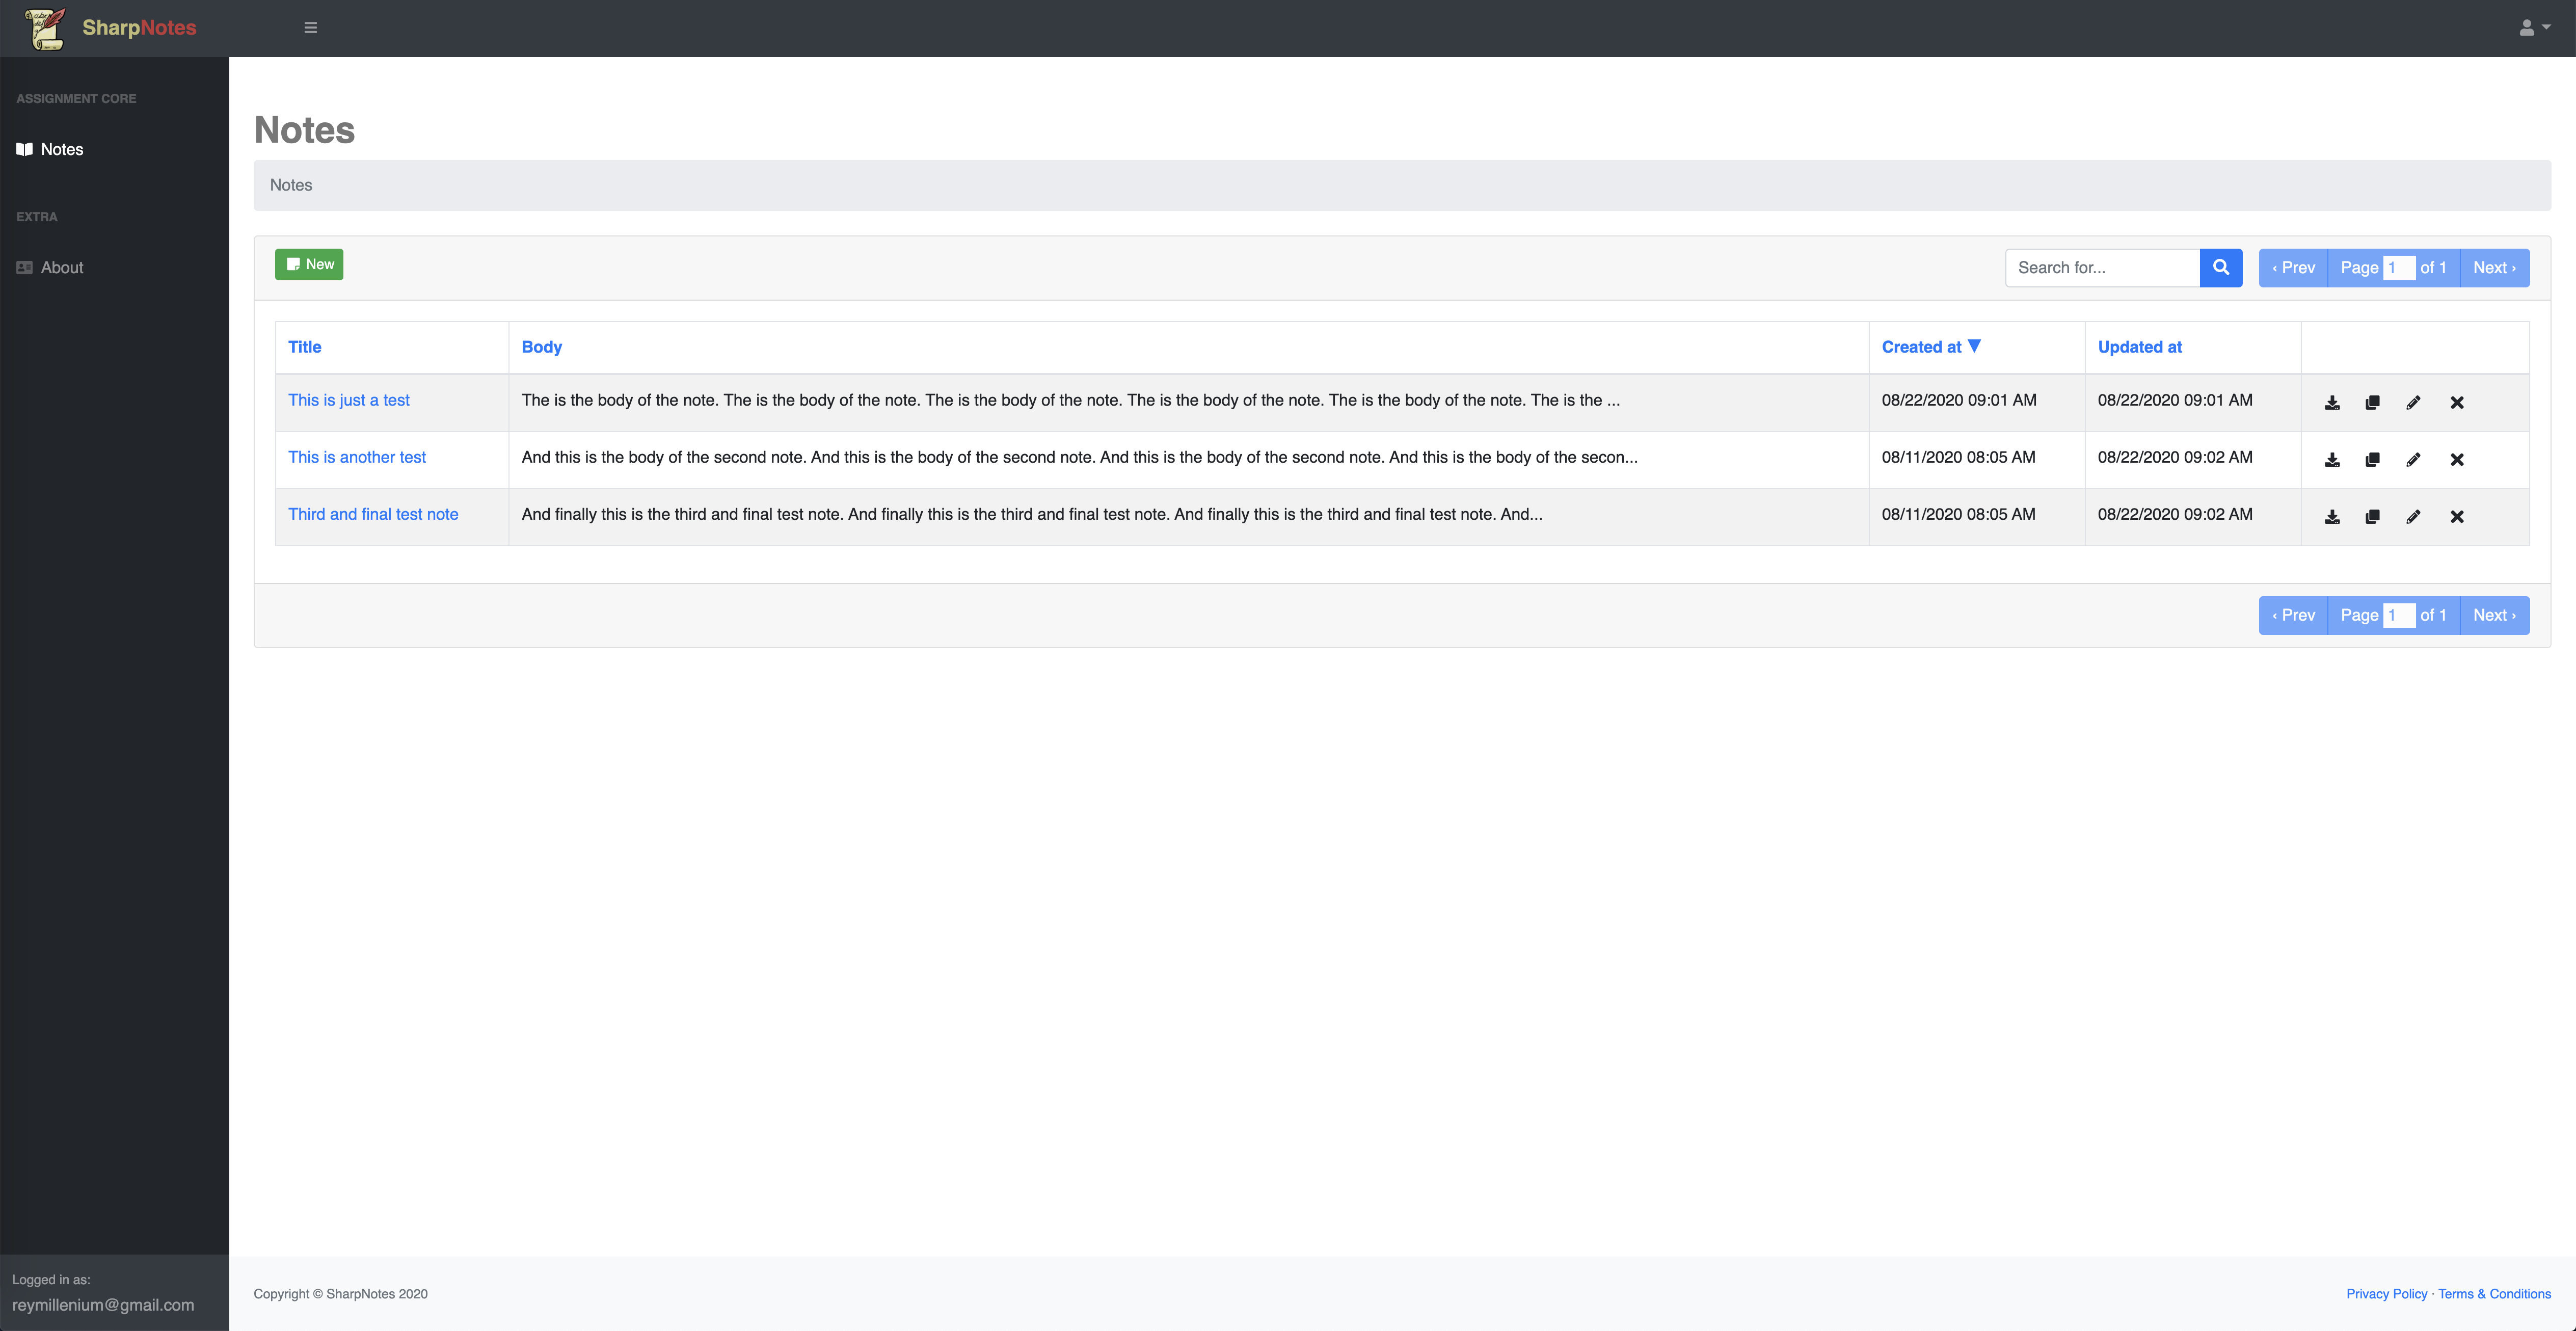 SharpNotes
ASSIGNMENT CORE
Notes
EXTRA
About
Notes
Notes
New
Search for...
‹ Prev Page 1 of 1 Next ›
Title Body Created at ▼ Updated at
This is just a test The is the body of the note. The is the body of the note. The is the body of the note. The is the body of the note. The is the body of the note. The is the ... 08/22/2020 09:01 AM 08/22/2020 09:01 AM
This is another test And this is the body of the second note. And this is the body of the second note. And this is the body of the second note. And this is the body of the secon... 08/11/2020 08:05 AM 08/22/2020 09:02 AM
Third and final test note And finally this is the third and final test note. And finally this is the third and final test note. And finally this is the third and final test note. And... 08/11/2020 08:05 AM 08/22/2020 09:02 AM
‹ Prev Page 1 of 1 Next ›
Logged in as:
reymillenium@gmail.com
Copyright © SharpNotes 2020
Privacy Policy · Terms & Conditions